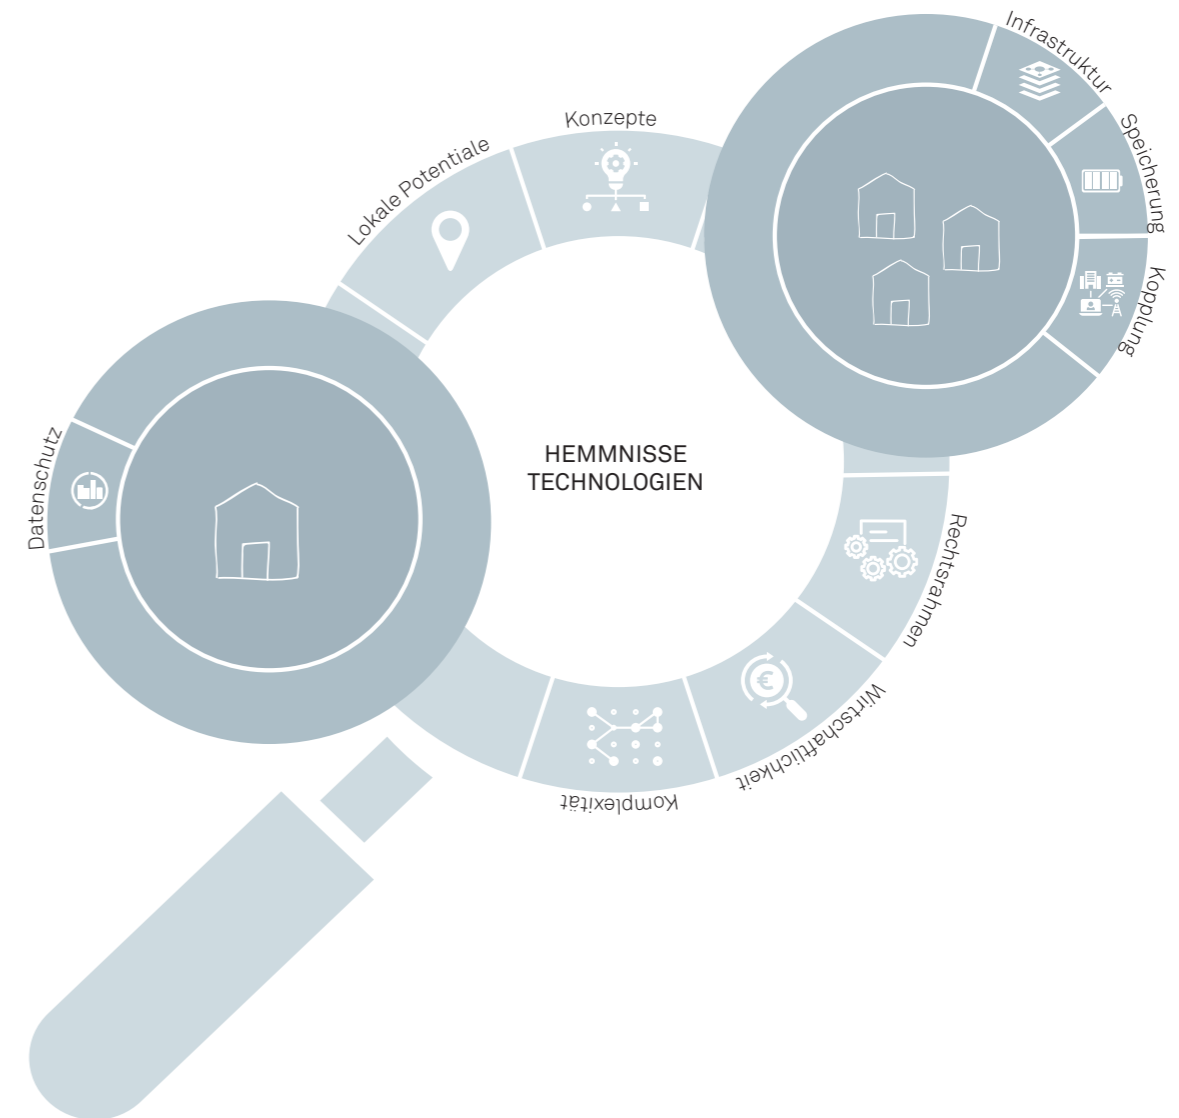 Infrastruktur
Speicherung
Kopplung
Konzepte
Lokale Potentiale
Datenschutz
HEMMNISSE
TECHNOLOGIEN
Rechtsrahmen
Wirtschaftlichkeit
Komplexität
€